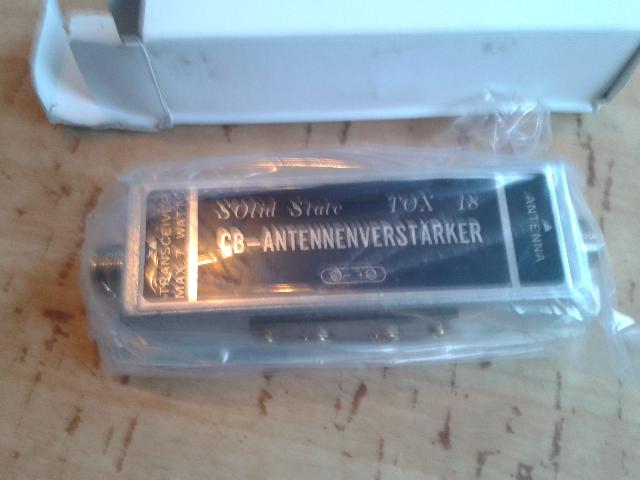 SOlid State TOX 18
CB-ANTENNENVERSTÄRKER
TRANSCEIVER
MAX. 7 WATT
ANTENNA